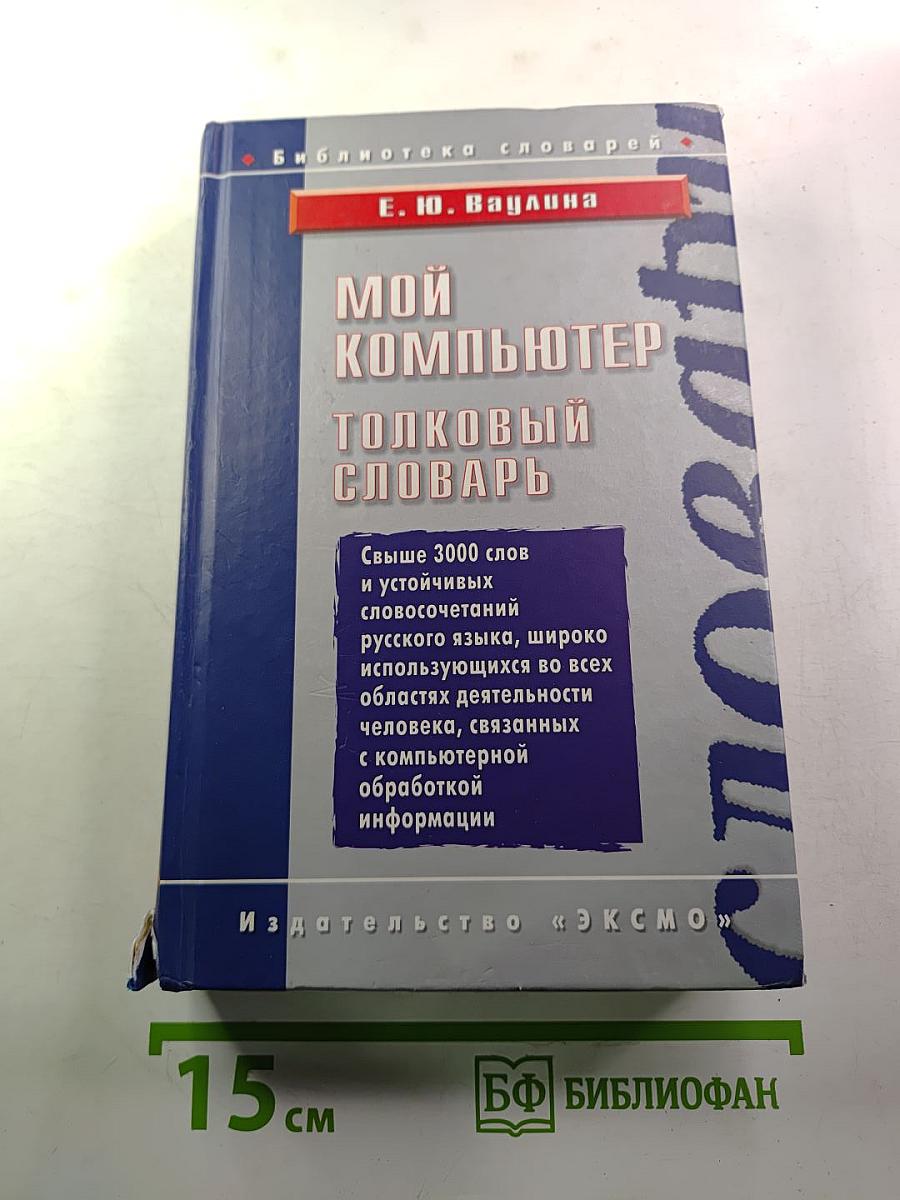 Библиотека словарей
Е. Ю. Ваулина
МОЙ
КОМПЬЮТЕР
ТОЛКОВЫЙ
СЛОВАРЬ
Свыше 3000 слов
и устойчивых
словосочетаний
русского языка, широко
использующихся во всех
областях деятельности
человека, связанных
с компьютерной
обработкой
информации
словарь
Издательство «ЭКСМО»
15 см
БФ БИБЛИОФАН